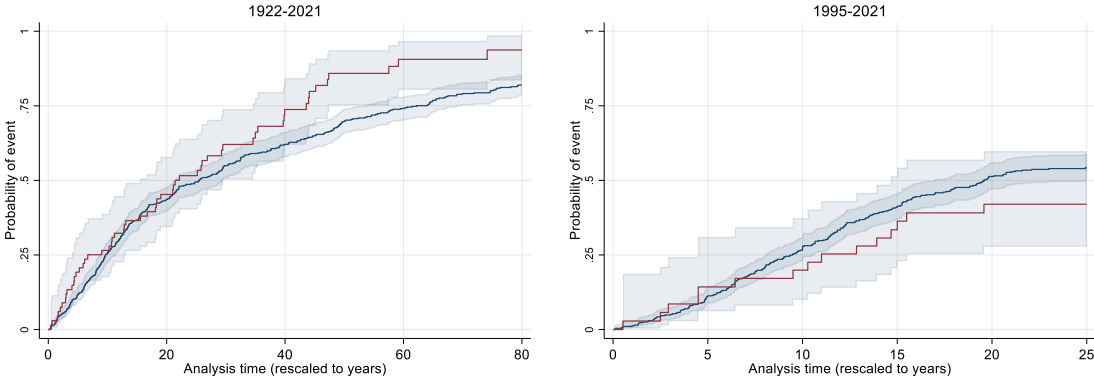 1922-2021
Probability of event
1
.75
.5
.25
0
0 20 40 60 80
Analysis time (rescaled to years)
1995-2021
Probability of event
1
.75
.5
.25
0
0 5 10 15 20 25
Analysis time (rescaled to years)